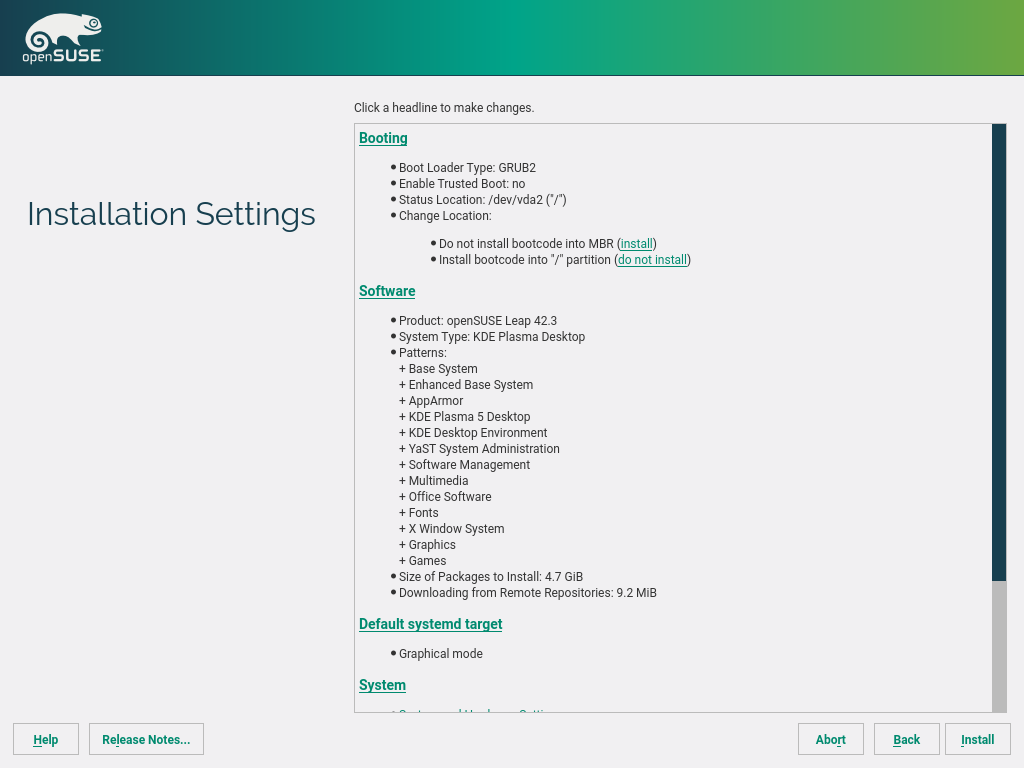 openSUSE
Click a headline to make changes.
Installation Settings
Booting
Boot Loader Type: GRUB2
Enable Trusted Boot: no
Status Location: /dev/vda2 ("/")
Change Location:
Do not install bootcode into MBR (install)
Install bootcode into "/" partition (do not install)
Software
Product: openSUSE Leap 42.3
System Type: KDE Plasma Desktop
Patterns:
+ Base System
+ Enhanced Base System
+ AppArmor
+ KDE Plasma 5 Desktop
+ KDE Desktop Environment
+ YaST System Administration
+ Software Management
+ Multimedia
+ Office Software
+ Fonts
+ X Window System
+ Graphics
+ Games
Size of Packages to Install: 4.7 GiB
Downloading from Remote Repositories: 9.2 MiB
Default systemd target
Graphical mode
System
Help
Release Notes...
Abort
Back
Install